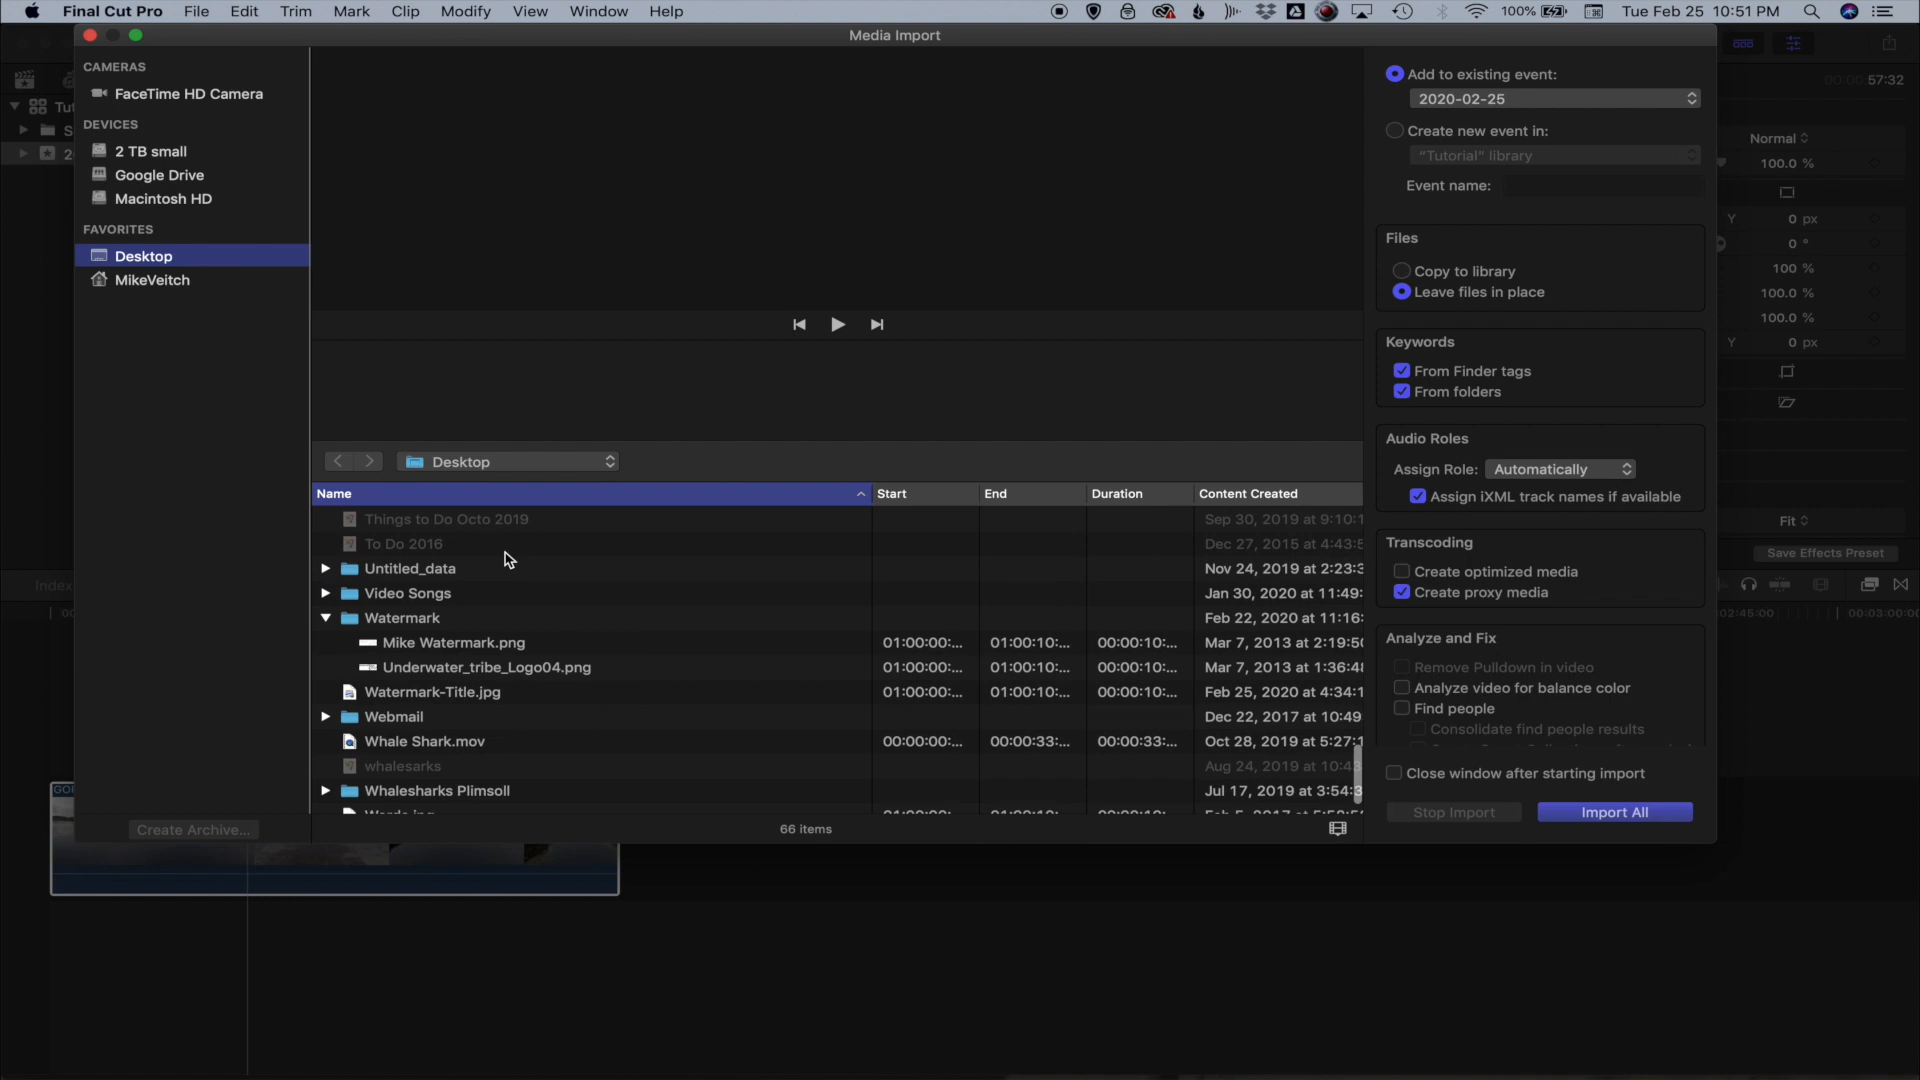 Final Cut Pro File Edit Trim Mark Clip Modify View Window Help 100% Tue Feb 25 10:51 PM
Media Import
CAMERAS
FaceTime HD Camera
DEVICES
2 TB small
Google Drive
Macintosh HD
FAVORITES
Desktop
MikeVeitch
Create Archive...
Desktop
Name Start End Duration Content Created
Things to Do Octo 2019 Sep 30, 2019 at 9:10:1
To Do 2016 Dec 27, 2015 at 4:43:5
Untitled_data Nov 24, 2019 at 2:23:3
Video Songs Jan 30, 2020 at 11:49:
Watermark Feb 22, 2020 at 11:16:
Mike Watermark.png 01:00:00:... 01:00:10:... 00:00:10:... Mar 7, 2013 at 2:19:50
Underwater_tribe_Logo04.png 01:00:00:... 01:00:10:... 00:00:10:... Mar 7, 2013 at 1:36:48
Watermark-Title.jpg 01:00:00:... 01:00:10:... 00:00:10:... Feb 25, 2020 at 4:34:1
Webmail Dec 22, 2017 at 10:49
Whale Shark.mov 00:00:00:... 00:00:33:... 00:00:33:... Oct 28, 2019 at 5:27:1
whalesarks Aug 24, 2019 at 10:43
Whalesharks Plimsoll Jul 17, 2019 at 3:54:3
66 items
Add to existing event:
2020-02-25
Create new event in:
“Tutorial” library
Event name:
Files
Copy to library
Leave files in place
Keywords
From Finder tags
From folders
Audio Roles
Assign Role: Automatically
Assign iXML track names if available
Transcoding
Create optimized media
Create proxy media
Analyze and Fix
Remove Pulldown in video
Analyze video for balance color
Find people
Consolidate find people results
Close window after starting import
Stop Import Import All
00:00:57:32
Normal
100.0 %
Y 0 px
0 °
100 %
100.0 %
100.0 %
Y 0 px
Fit
Save Effects Preset
Index
02:45:00 00:03:00:00